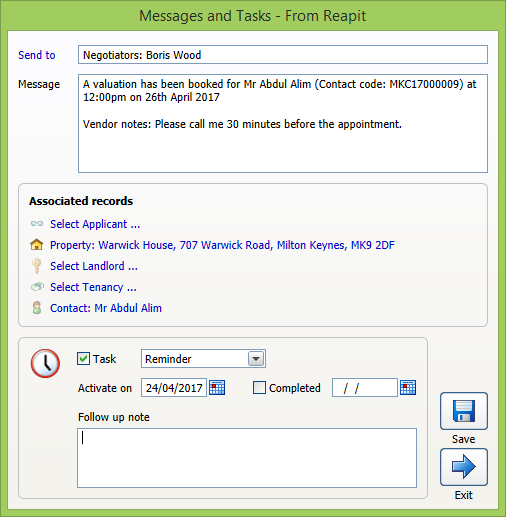 Messages and Tasks - From Reapit
Send to
Negotiators: Boris Wood
Message
A valuation has been booked for Mr Abdul Alim (Contact code: MKC17000009) at
12:00pm on 26th April 2017
Vendor notes: Please call me 30 minutes before the appointment.
Associated records
Select Applicant ...
Property: Warwick House, 707 Warwick Road, Milton Keynes, MK9 2DF
Select Landlord ...
Select Tenancy ...
Contact: Mr Abdul Alim
Task
Reminder
Activate on
24/04/2017
Completed
/ /
Follow up note
Save
Exit